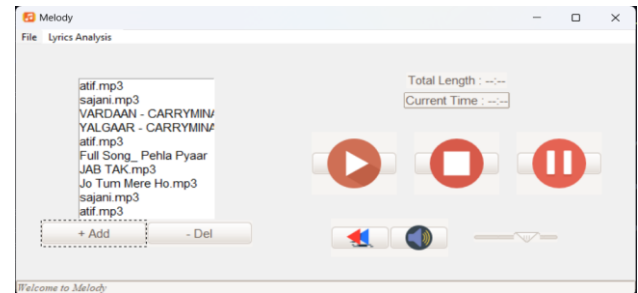 Melody
File Lyrics Analysis
Total Length : --:--
Current Time : --:--
atif.mp3
sajani.mp3
VARDAAN - CARRYMINA
YALGAAR - CARRYMINA
atif.mp3
Full Song_ Pehla Pyaar
JAB TAK.mp3
Jo Tum Mere Ho.mp3
sajani.mp3
atif.mp3
+ Add - Del
Welcome to Melody